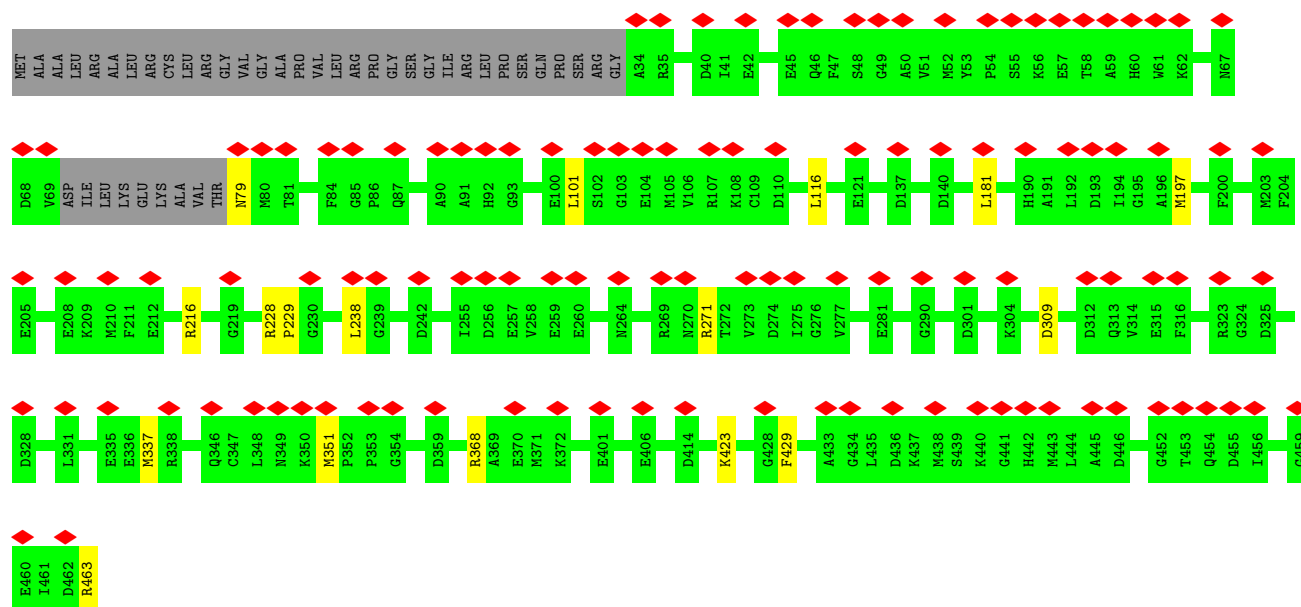 MET ALA ALA LEU ARG ALA LEU ARG CYS LEU ARG GLY VAL GLY ALA PRO VAL LEU ARG PRO GLY SER GLY ILE ARG LEU PRO SER GLN PRO SER ARG GLY A34 R35 D40 I41 E42 E45 Q46 F47 S48 G49 A50 V51 M52 Y53 P54 S55 K56 E57 T58 A59 H60 W61 K62 N67
D68 V69 ASP ILE LEU LYS GLU LYS ALA VAL THR N79 M80 T81 F84 G85 P86 Q87 A90 A91 H92 G93 E100 L101 S102 G103 E104 M105 V106 R107 K108 C109 D110 L116 E121 D137 D140 L181 H190 A191 L192 D193 I194 G195 A196 M197 F200 M203 F204
E205 E208 K209 M210 F211 E212 R216 G219 R228 P229 G230 L238 G239 D242 I255 D256 E257 V258 E259 E260 N264 R269 N270 R271 T272 V273 D274 I275 G276 V277 E281 G290 D301 K304 D309 D312 Q313 V314 E315 F316 R323 G324 D325
D328 L331 E335 E336 M337 R338 Q346 C347 L348 N349 K350 M351 P352 P353 G354 D359 R368 A369 E370 M371 K372 E401 E406 D414 K423 G428 F429 A433 G434 L435 D436 K437 M438 S439 K440 G441 H442 M443 L444 A445 D446 G452 T453 Q454 D455 I456 G459
E460 I461 D462 R463